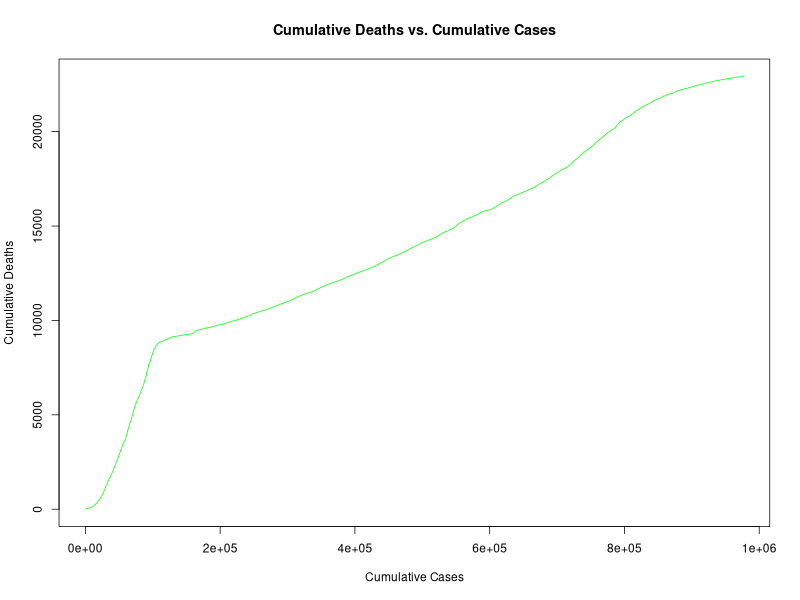 Cumulative Deaths vs. Cumulative Cases
Cumulative Deaths
20000
15000
10000
5000
0
0e+00 2e+05 4e+05 6e+05 8e+05 1e+06
Cumulative Cases